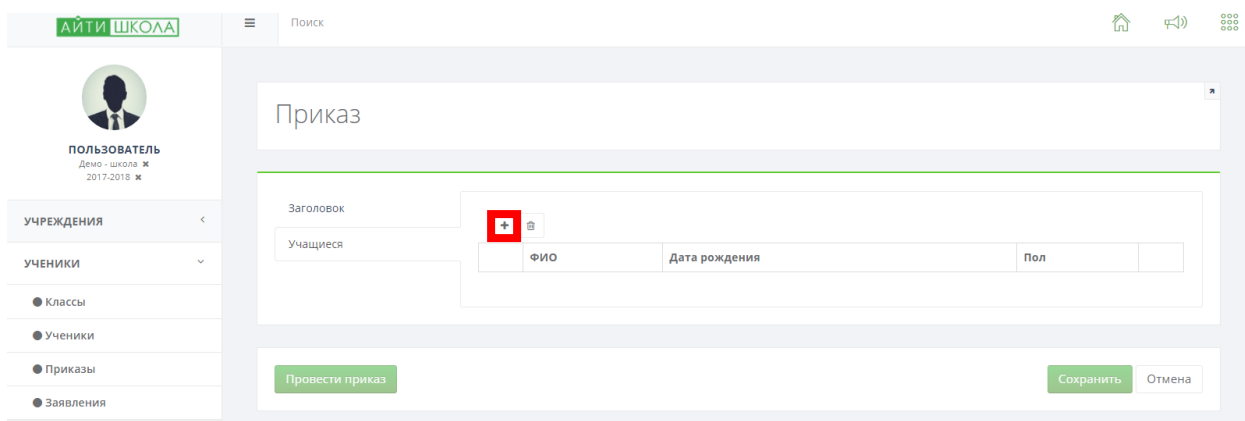 АЙТИ ШКОЛА
Поиск
ПОЛЬЗОВАТЕЛЬ
Демо - школа ✖
2017-2018 ✖
УЧРЕЖДЕНИЯ
УЧЕНИКИ
Классы
Ученики
Приказы
Заявления
Приказ
Заголовок
Учащиеся
ФИО Дата рождения Пол
Провести приказ
Сохранить Отмена